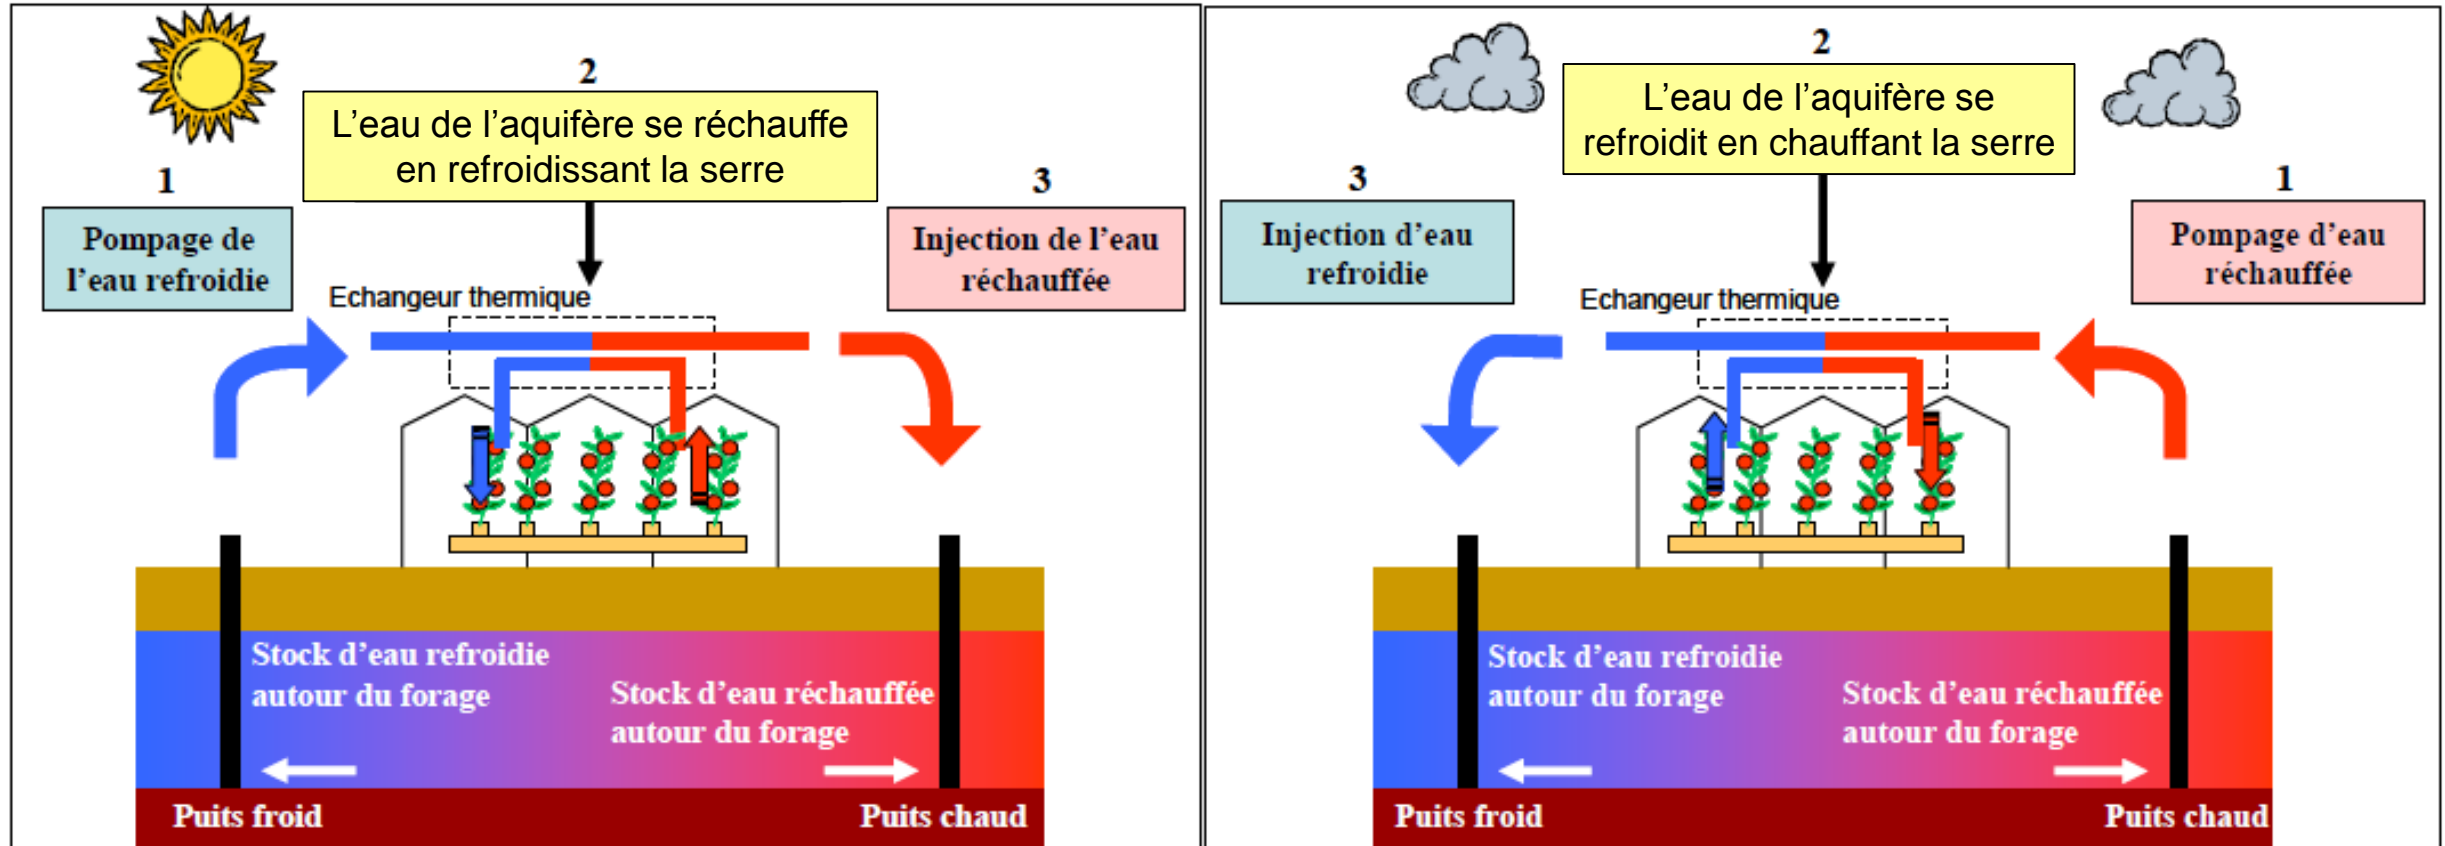 2
L'eau de l'aquifère se réchauffe
en refroidissant la serre
1
Pompage de
l'eau refroidie
3
Injection de l'eau
réchauffée
Echangeur thermique
Stock d'eau refroidie
autour du forage
Stock d'eau réchauffée
autour du forage
Puits froid
Puits chaud
2
L'eau de l'aquifère se
refroidit en chauffant la serre
3
Injection d'eau
refroidie
1
Pompage d'eau
réchauffée
Echangeur thermique
Stock d'eau refroidie
autour du forage
Stock d'eau réchauffée
autour du forage
Puits froid
Puits chaud